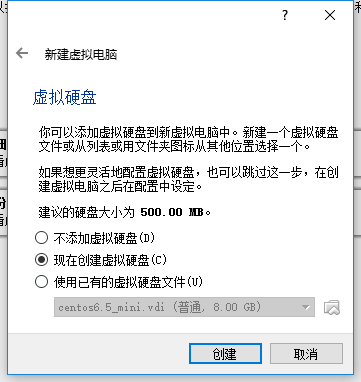 ?
新建虚拟电脑
虚拟硬盘
你可以添加虚拟硬盘到新虚拟电脑中。新建一个虚拟硬盘
文件或从列表或用文件夹图标从其他位置选择一个。
如果想更灵活地配置虚拟硬盘，也可以跳过这一步，在创
建虚拟电脑之后在配置中设定。
建议的硬盘大小为 500.00 MB。
不添加虚拟硬盘(D)
现在创建虚拟硬盘(C)
使用已有的虚拟硬盘文件(U)
centos6.5_mini.vdi (普通, 8.00 GB)
创建
取消